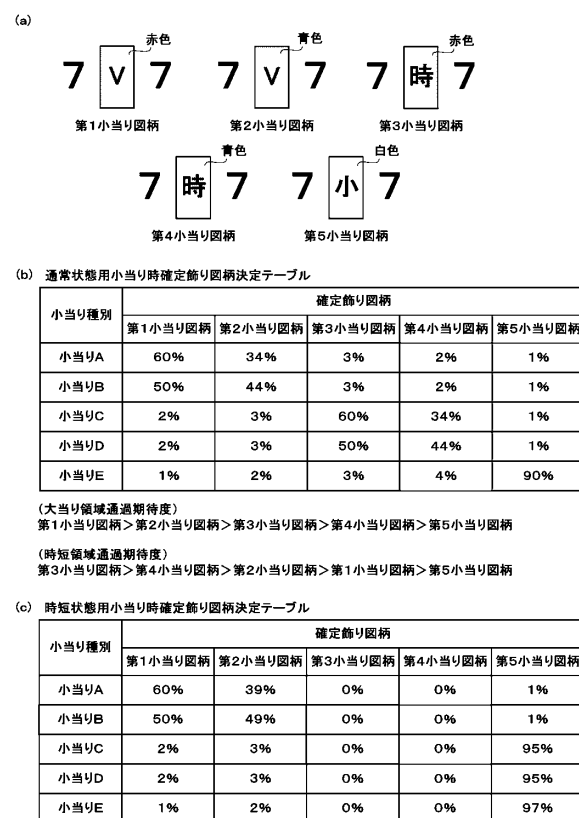 (a)
赤色 青色 赤色
7 V 7 7 V 7 7 時 7
第1小当り図柄 第2小当り図柄 第3小当り図柄
青色 白色
7 時 7 7 小 7
第4小当り図柄 第5小当り図柄
(b) 通常状態用小当り時確定飾り図柄決定テーブル
小当り種別 確定飾り図柄
第1小当り図柄 第2小当り図柄 第3小当り図柄 第4小当り図柄 第5小当り図柄
小当りA 60% 34% 3% 2% 1%
小当りB 50% 44% 3% 2% 1%
小当りC 2% 3% 60% 34% 1%
小当りD 2% 3% 50% 44% 1%
小当りE 1% 2% 3% 4% 90%
(大当り領域通過期待度)
第1小当り図柄>第2小当り図柄>第3小当り図柄>第4小当り図柄>第5小当り図柄
(時短領域通過期待度)
第3小当り図柄>第4小当り図柄>第2小当り図柄>第1小当り図柄>第5小当り図柄
(c) 時短状態用小当り時確定飾り図柄決定テーブル
小当り種別 確定飾り図柄
第1小当り図柄 第2小当り図柄 第3小当り図柄 第4小当り図柄 第5小当り図柄
小当りA 60% 39% 0% 0% 1%
小当りB 50% 49% 0% 0% 1%
小当りC 2% 3% 0% 0% 95%
小当りD 2% 3% 0% 0% 95%
小当りE 1% 2% 0% 0% 97%